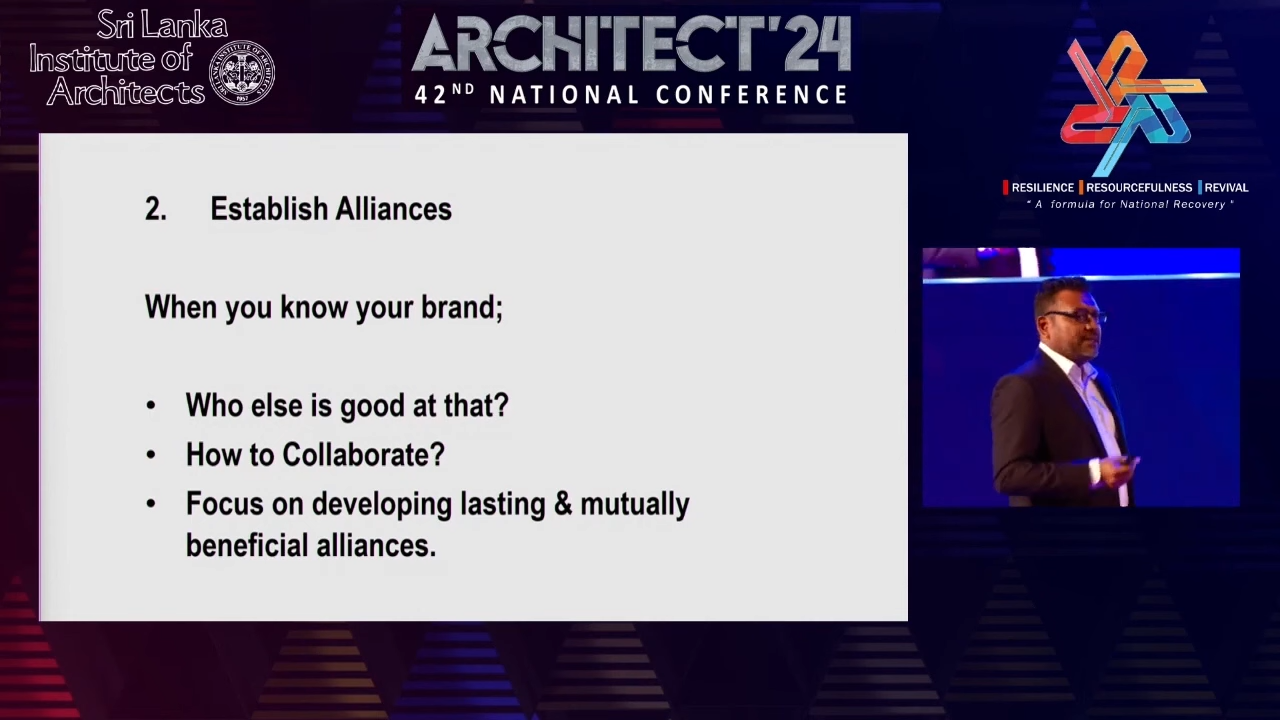 Sri Lanka
Institute of
Architects
1957
ARCHITECT'24
42ND NATIONAL CONFERENCE
RESILIENCE RESOURCEFULNESS REVIVAL
" A formula for National Recovery "
2. Establish Alliances
When you know your brand;
• Who else is good at that?
• How to Collaborate?
• Focus on developing lasting & mutually
beneficial alliances.